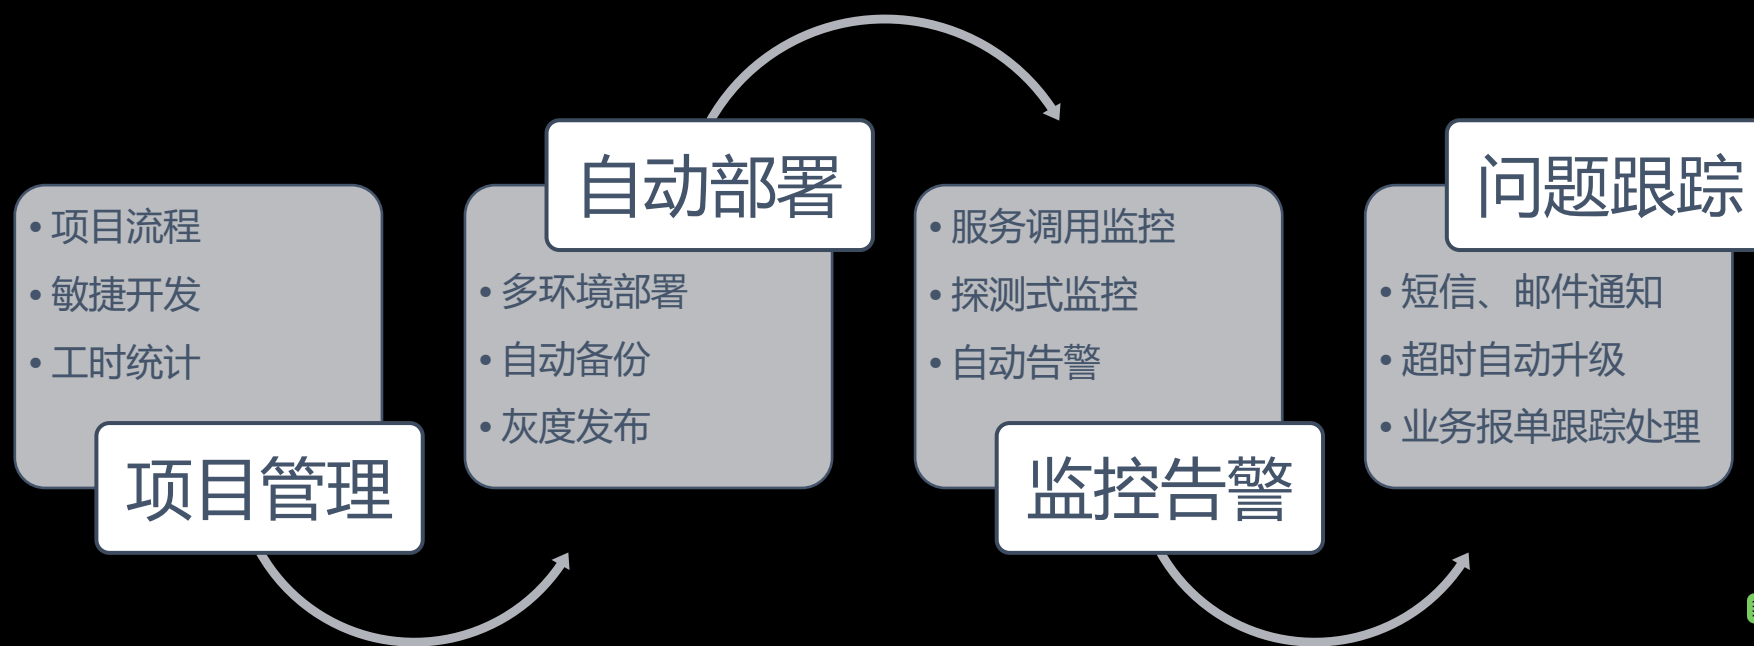 项目流程
敏捷开发
工时统计
项目管理
自动部署
多环境部署
自动备份
灰度发布
服务调用监控
探测式监控
自动告警
监控告警
问题跟踪
短信、邮件通知
超时自动升级
业务报单跟踪处理